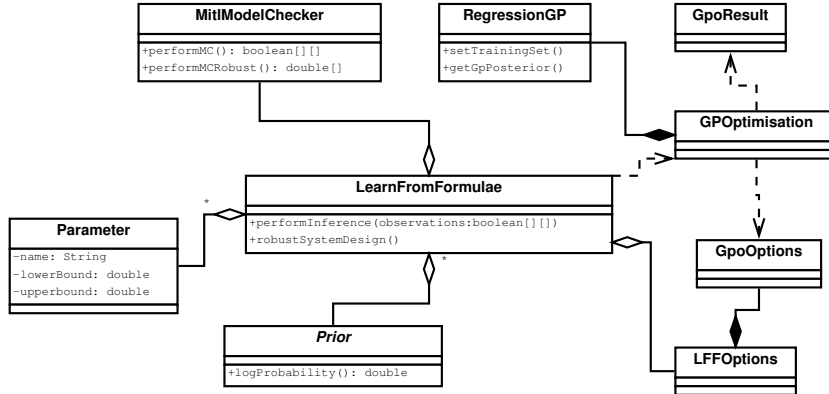 MitlModelChecker
+performMC(): boolean[][]
+performMCRobust(): double[]
RegressionGP
+setTrainingSet()
+getGpPosterior()
GpoResult
GPOptimisation
LearnFromFormulae
+performInference(observations:boolean[][])
+robustSystemDesign()
*
Parameter
-name: String
-lowerBound: double
-upperbound: double
*
GpoOptions
Prior
+logProbability(): double
LFFOptions